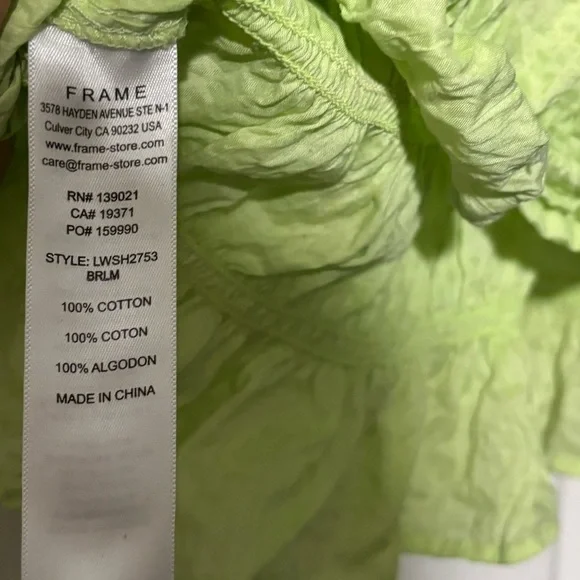 FRAME
3578 HAYDEN AVENUE STE N-1
Culver City CA 90232 USA
www.frame-store.com
care@frame-store.com
RN# 139021
CA# 19371
PO# 159990
STYLE: LWSH2753
BRLM
100% COTTON
100% COTON
100% ALGODON
MADE IN CHINA